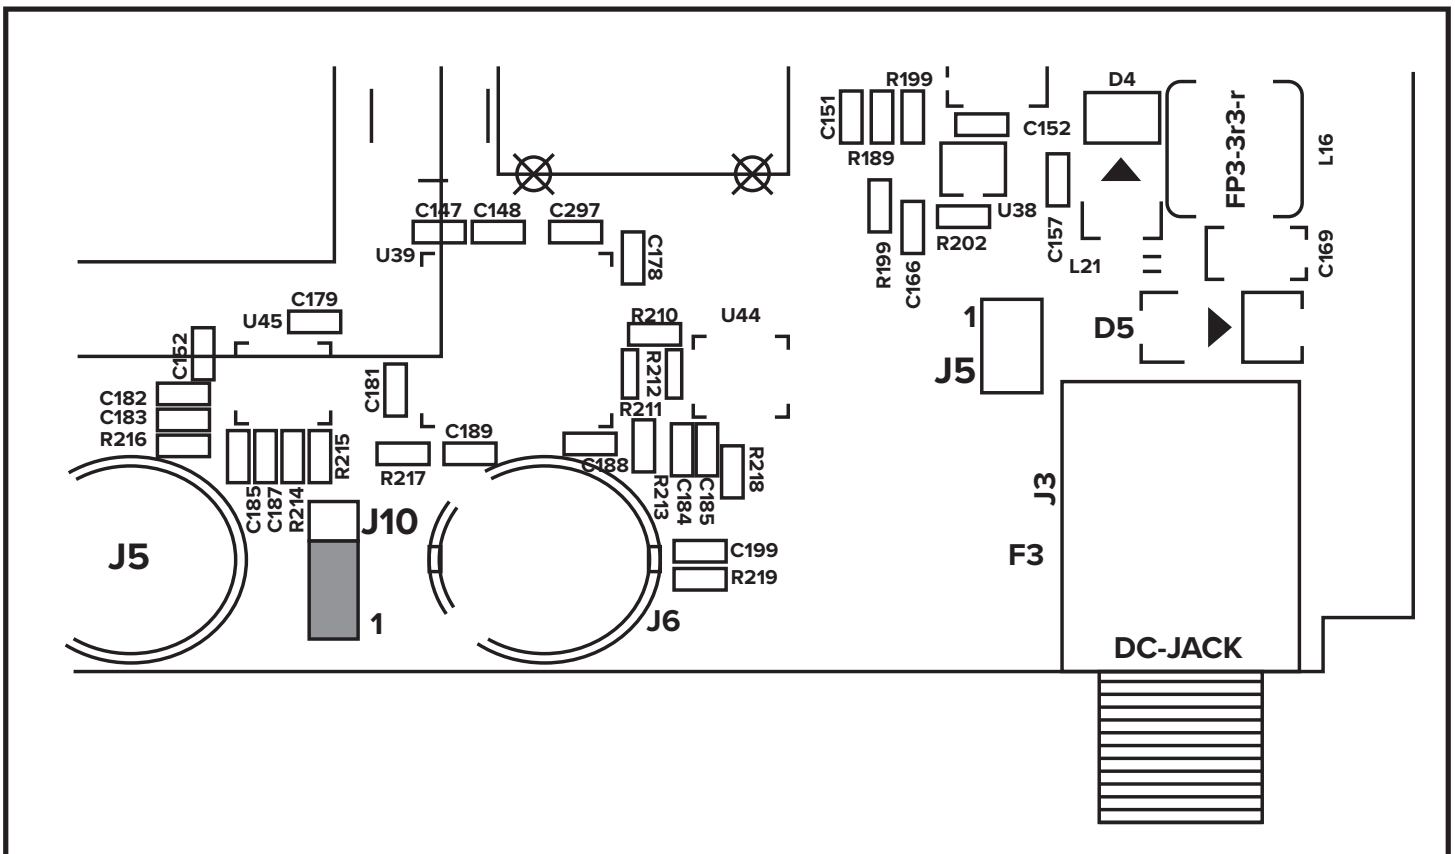 R199
D4
C151
R189
C152
FP3-3r3-r
L16
C147
C148
C297
U38
R202
C157
U39
C178
R199
C166
L21
C169
C179
U45
R210
U44
1
D5
J5
C152
C181
R212
C182
C183
R211
R216
C189
R215
R217
C188
R218
R213
C184
C185
C185
C187
R214
J10
J3
J5
C199
F3
R219
1
J6
DC-JACK